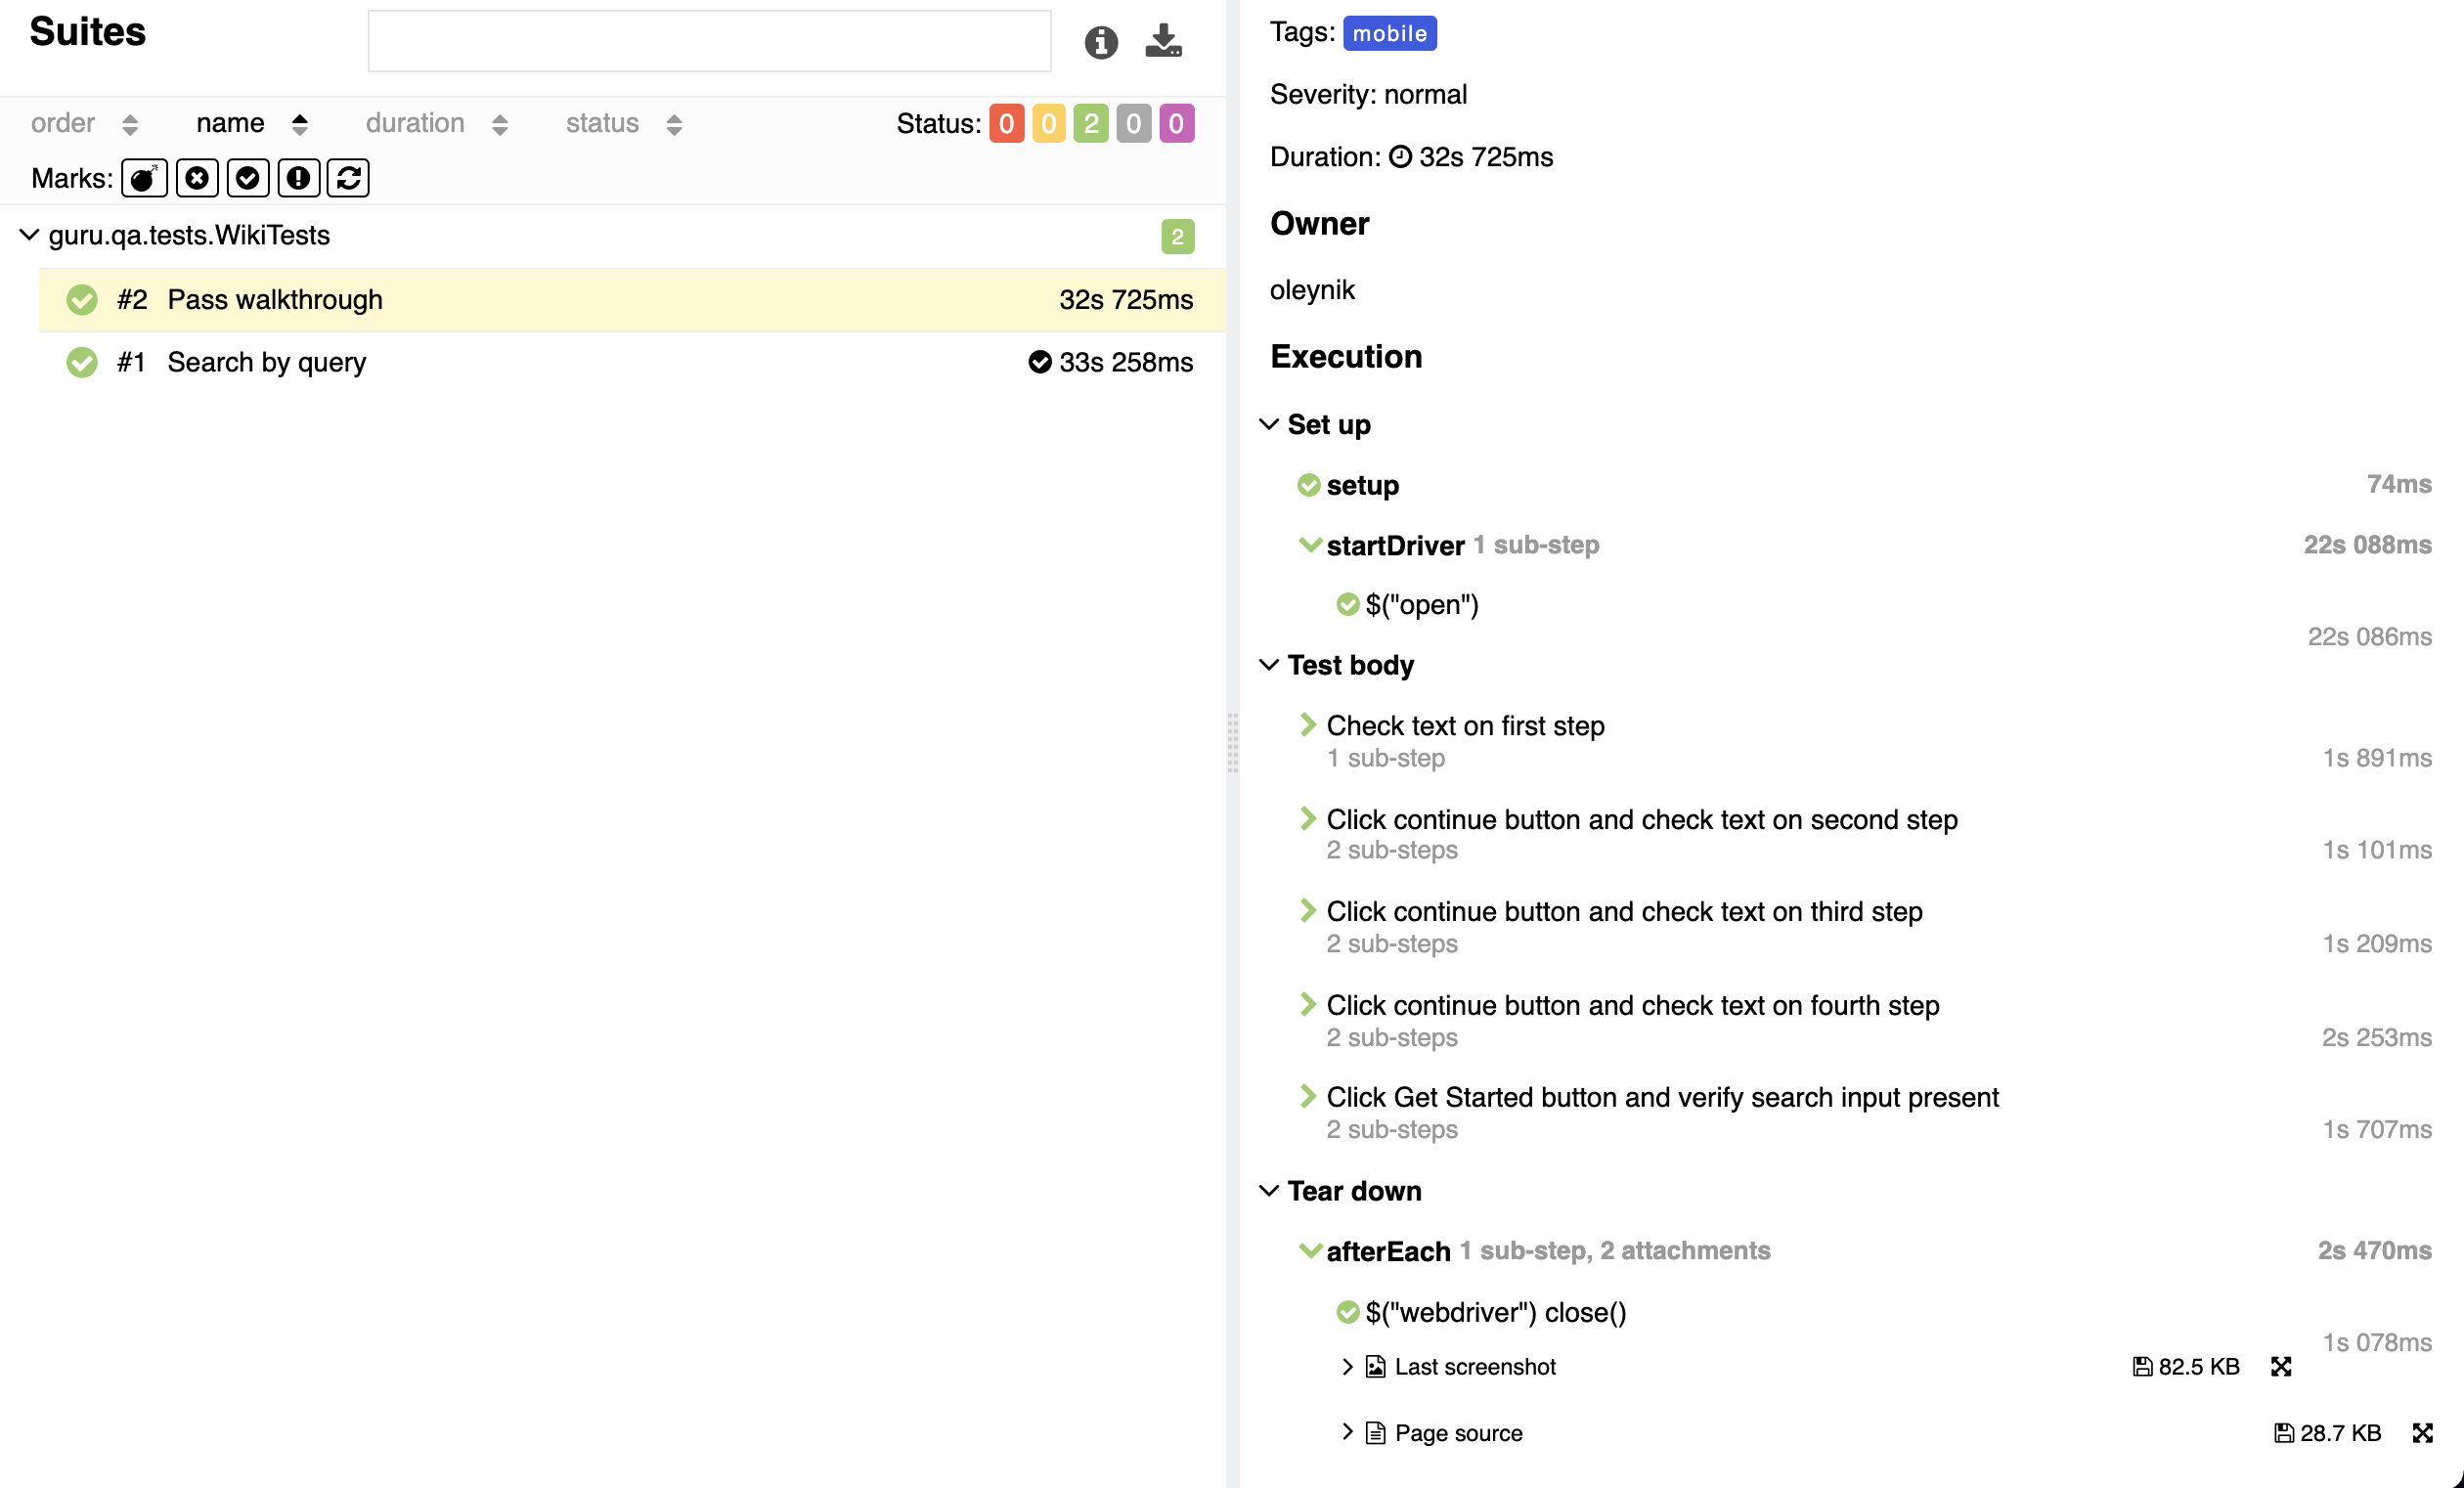 Suites
order name duration status Status: 0 0 2 0 0
Marks:
guru.qa.tests.WikiTests 2
#2 Pass walkthrough 32s 725ms
#1 Search by query 33s 258ms
Tags: mobile
Severity: normal
Duration: 32s 725ms
Owner
oleynik
Execution
Set up
setup 74ms
startDriver 1 sub-step 22s 088ms
$("open")
22s 086ms
Test body
Check text on first step
1 sub-step 1s 891ms
Click continue button and check text on second step
2 sub-steps 1s 101ms
Click continue button and check text on third step
2 sub-steps 1s 209ms
Click continue button and check text on fourth step
2 sub-steps 2s 253ms
Click Get Started button and verify search input present
2 sub-steps 1s 707ms
Tear down
afterEach 1 sub-step, 2 attachments 2s 470ms
$("webdriver") close()
1s 078ms
Last screenshot 82.5 KB
Page source 28.7 KB